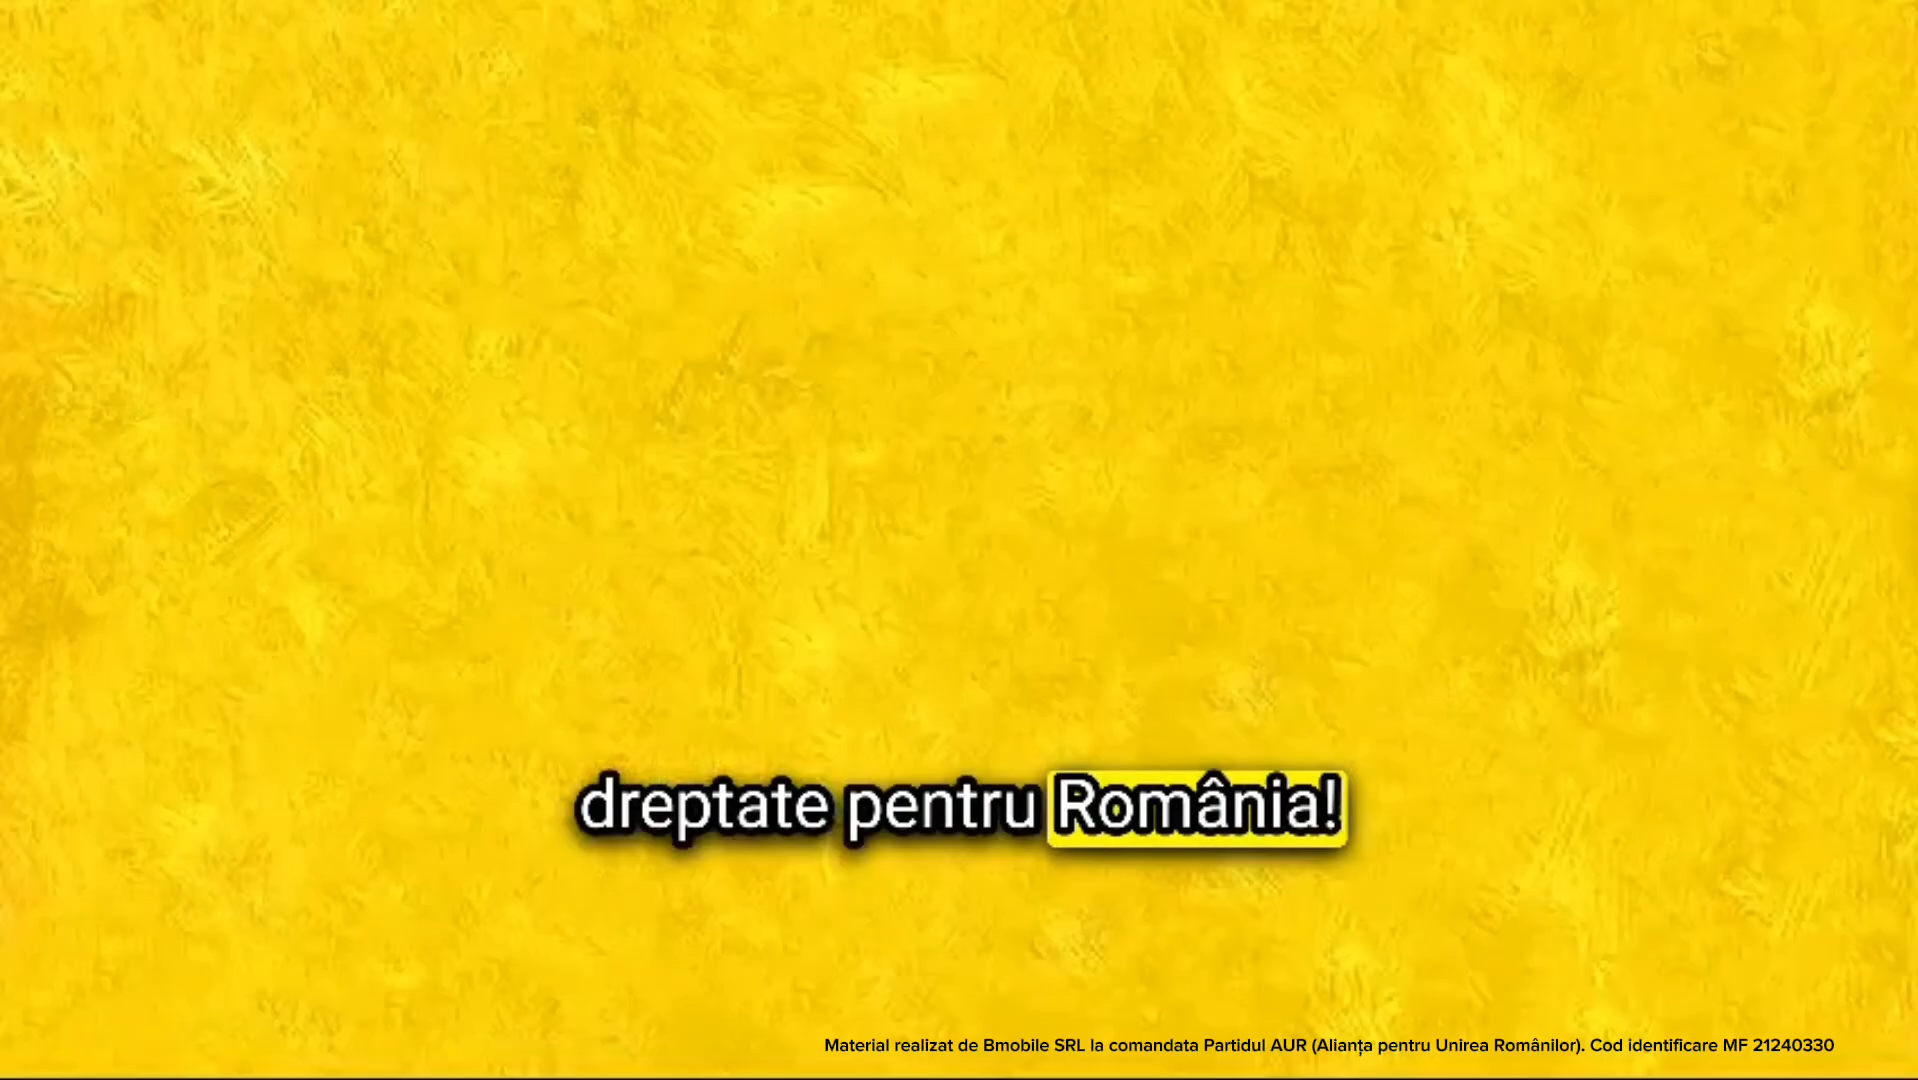 dreptate pentru România!
Material realizat de Bmobile SRL la comandata Partidul AUR (Alianța pentru Unirea Românilor). Cod identificare MF 21240330